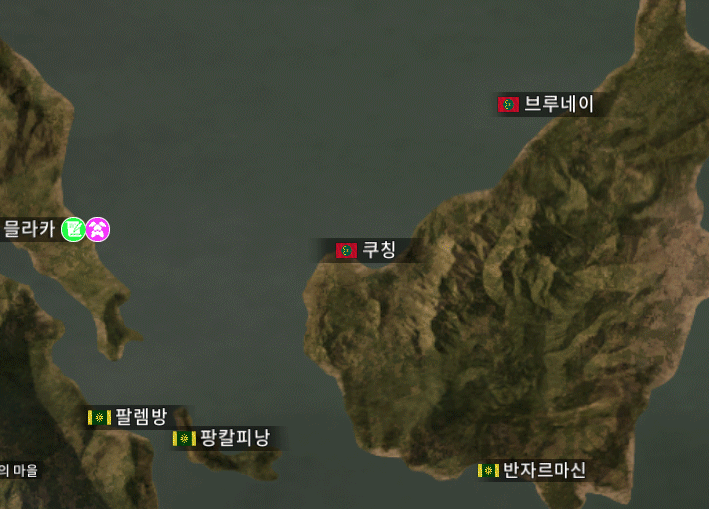 브루네이
믈라카
쿠칭
팔렘방
팡칼피낭
의 마을
반자르마신